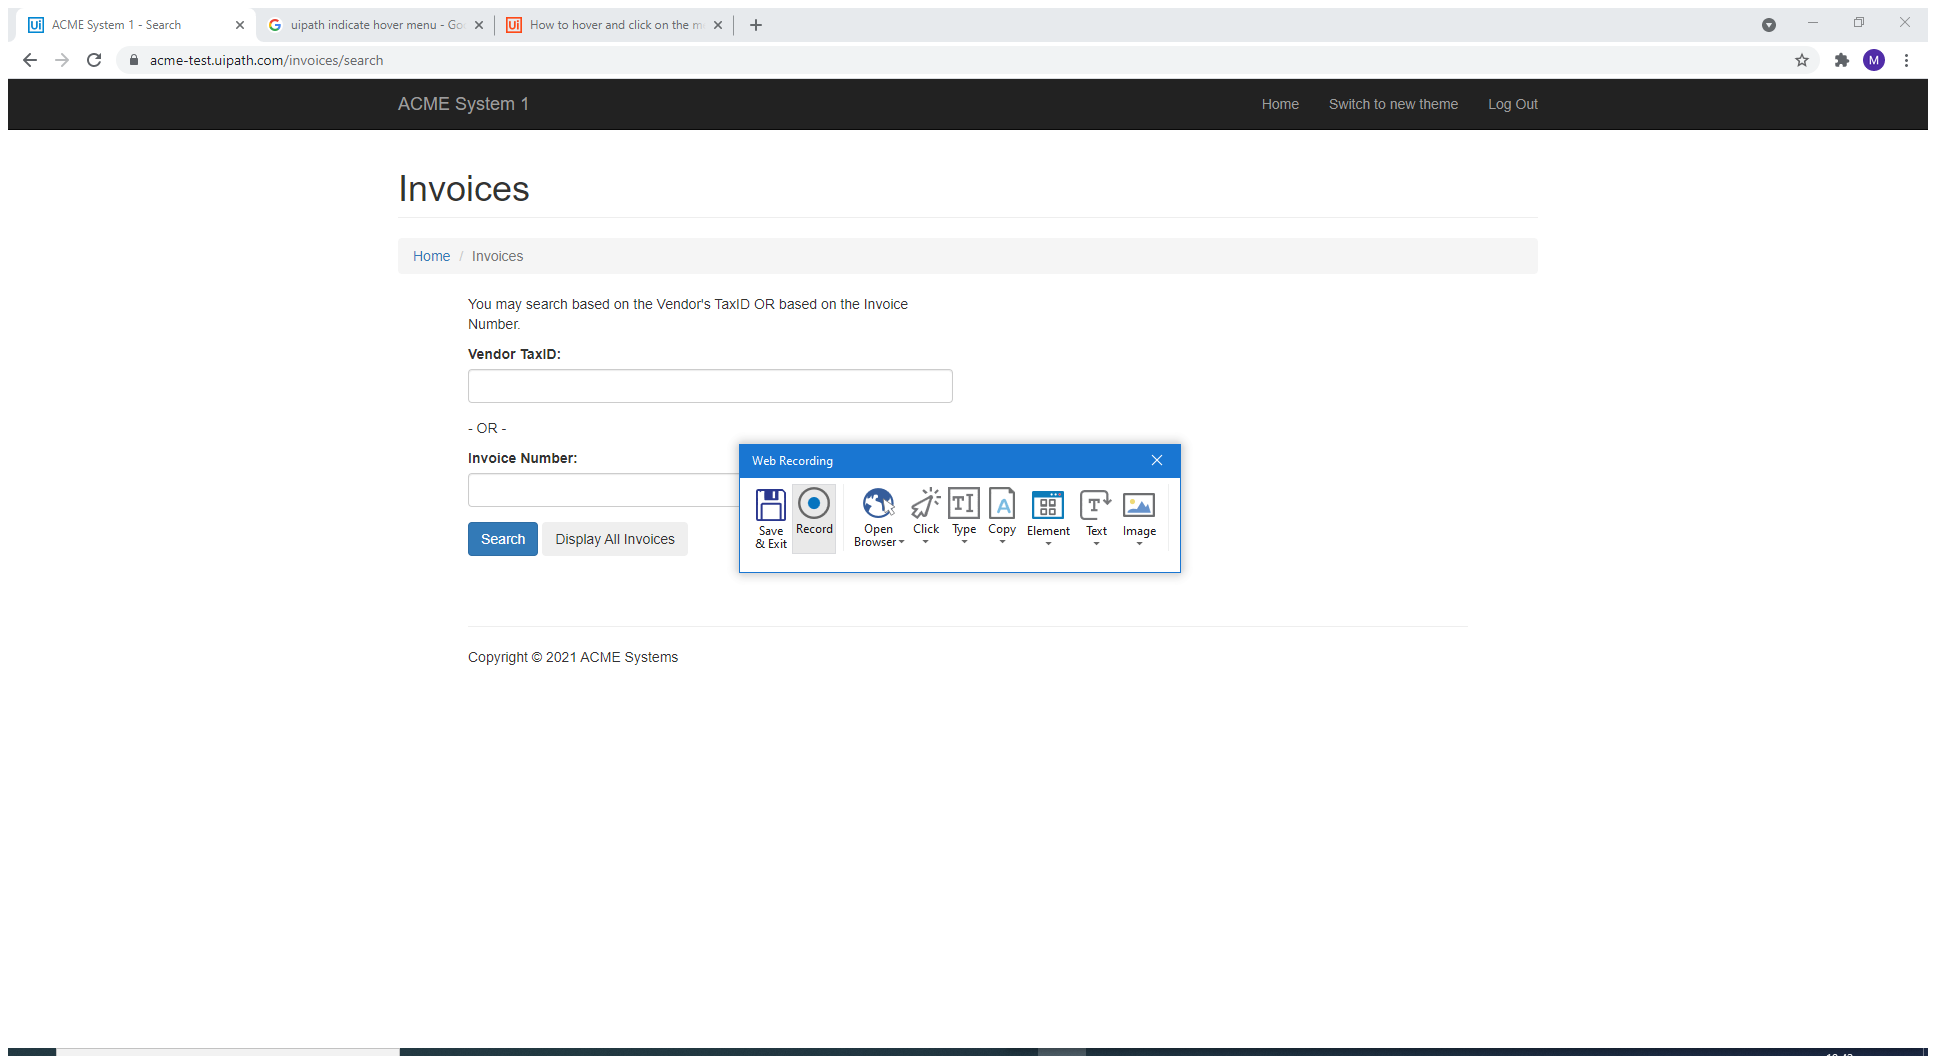 Ui ACME System 1 - Search
uipath indicate hover menu - Go
Ui How to hover and click on the m
acme-test.uipath.com/invoices/search
M
ACME System 1
Home Switch to new theme Log Out
Invoices
Home / Invoices
You may search based on the Vendor's TaxID OR based on the Invoice
Number.
Vendor TaxID:
- OR -
Invoice Number:
Search Display All Invoices
Web Recording
Save
& Exit
Record
Open
Browser
Click
Type
Copy
Element
Text
Image
Copyright © 2021 ACME Systems